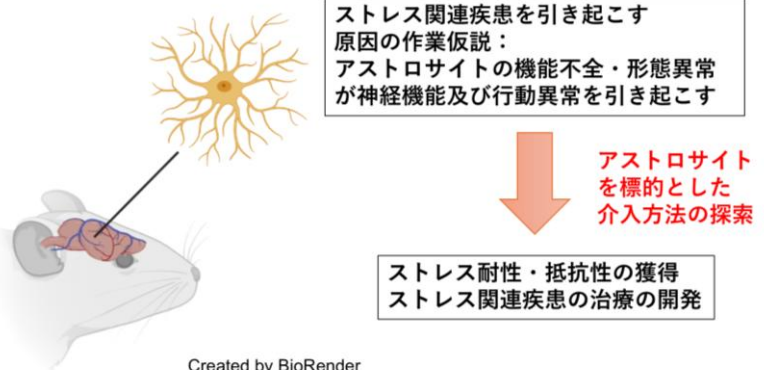 ストレス関連疾患を引き起こす
原因の作業仮説：
アストロサイトの機能不全・形態異常
が神経機能及び行動異常を引き起こす
アストロサイト
を標的とした
介入方法の探索
ストレス耐性・抵抗性の獲得
ストレス関連疾患の治療の開発
Created by BioRender